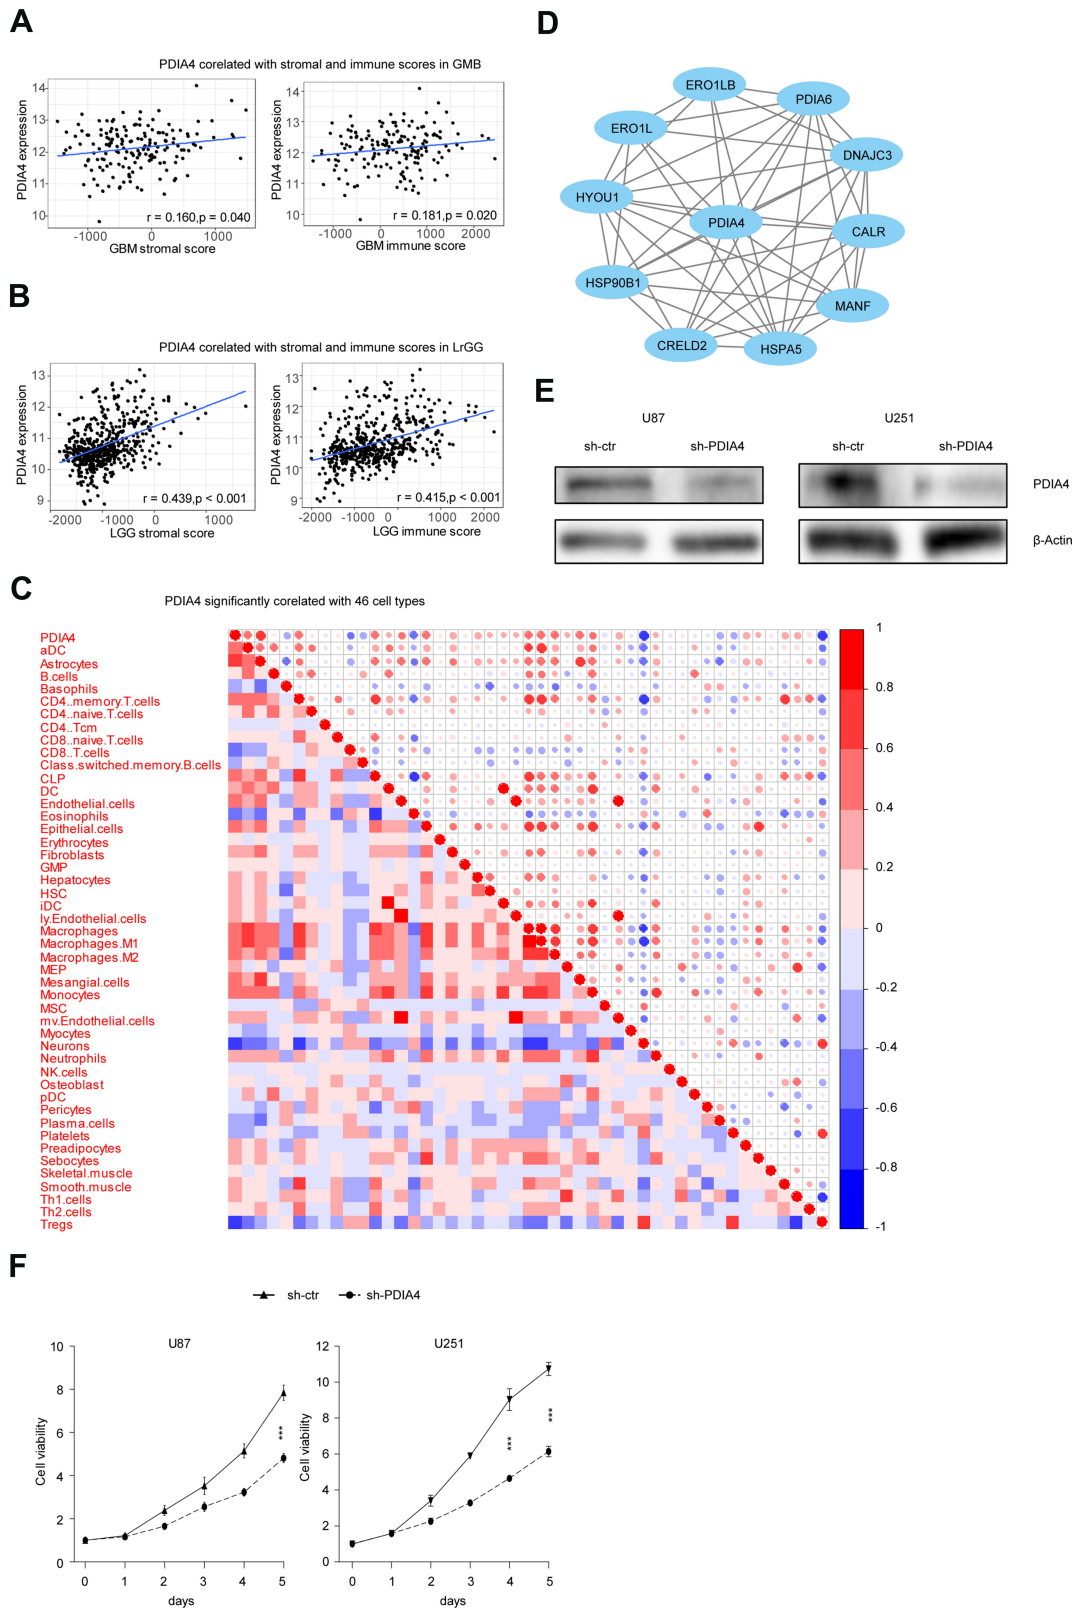 A
PDIA4 corelated with stromal and immune scores in GMB
PDIA4 expression
14
13
12
11
10
r = 0.160,p = 0.040
-1000 0 1000
GBM stromal score
PDIA4 expression
14
13
12
11
10
r = 0.181,p = 0.020
-1000 0 1000 2000
GBM immune score
B
PDIA4 corelated with stromal and immune scores in LrGG
PDIA4 expression
13
12
11
10
9
r = 0.439,p < 0.001
-2000 -1000 0 1000
LGG stromal score
PDIA4 expression
13
12
11
10
9
r = 0.415,p < 0.001
-2000 -1000 0 1000 2000
LGG immune score
C
PDIA4 significantly corelated with 46 cell types
PDIA4
aDC
Astrocytes
B.cells
Basophils
CD4..memory.T.cells
CD4..naive.T.cells
CD4..Tcm
CD8..naive.T.cells
CD8..T.cells
Class.switched.memory.B.cells
CLP
DC
Endothelial.cells
Eosinophils
Epithelial.cells
Erythrocytes
Fibroblasts
GMP
Hepatocytes
HSC
iDC
ly.Endothelial.cells
Macrophages
Macrophages.M1
Macrophages.M2
MEP
Mesangial.cells
Monocytes
MSC
mv.Endothelial.cells
Myocytes
Neurons
Neutrophils
NK.cells
Osteoblast
pDC
Pericytes
Plasma.cells
Platelets
Preadipocytes
Sebocytes
Skeletal.muscle
Smooth.muscle
Th1.cells
Th2.cells
Tregs
1
0.8
0.6
0.4
0.2
0
-0.2
-0.4
-0.6
-0.8
-1
D
ERO1LB
PDIA6
ERO1L
DNAJC3
HYOU1
PDIA4
CALR
HSP90B1
MANF
CRELD2
HSPA5
E
U87 U251
sh-ctr sh-PDIA4 sh-ctr sh-PDIA4
PDIA4
β-Actin
F
sh-ctr sh-PDIA4
U87
Cell viability
10
8
6
4
2
0
***
0 1 2 3 4 5
days
U251
Cell viability
12
10
8
6
4
2
0
***
***
0 1 2 3 4 5
days